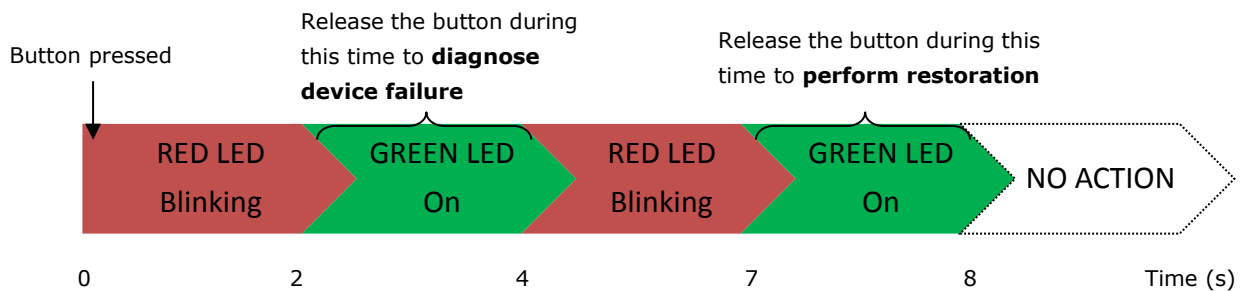 Button pressed
Release the button during
this time to diagnose
device failure
Release the button during this
time to perform restoration
RED LED
Blinking
GREEN LED
On
RED LED
Blinking
GREEN LED
On
NO ACTION
0 2 4 7 8 Time (s)